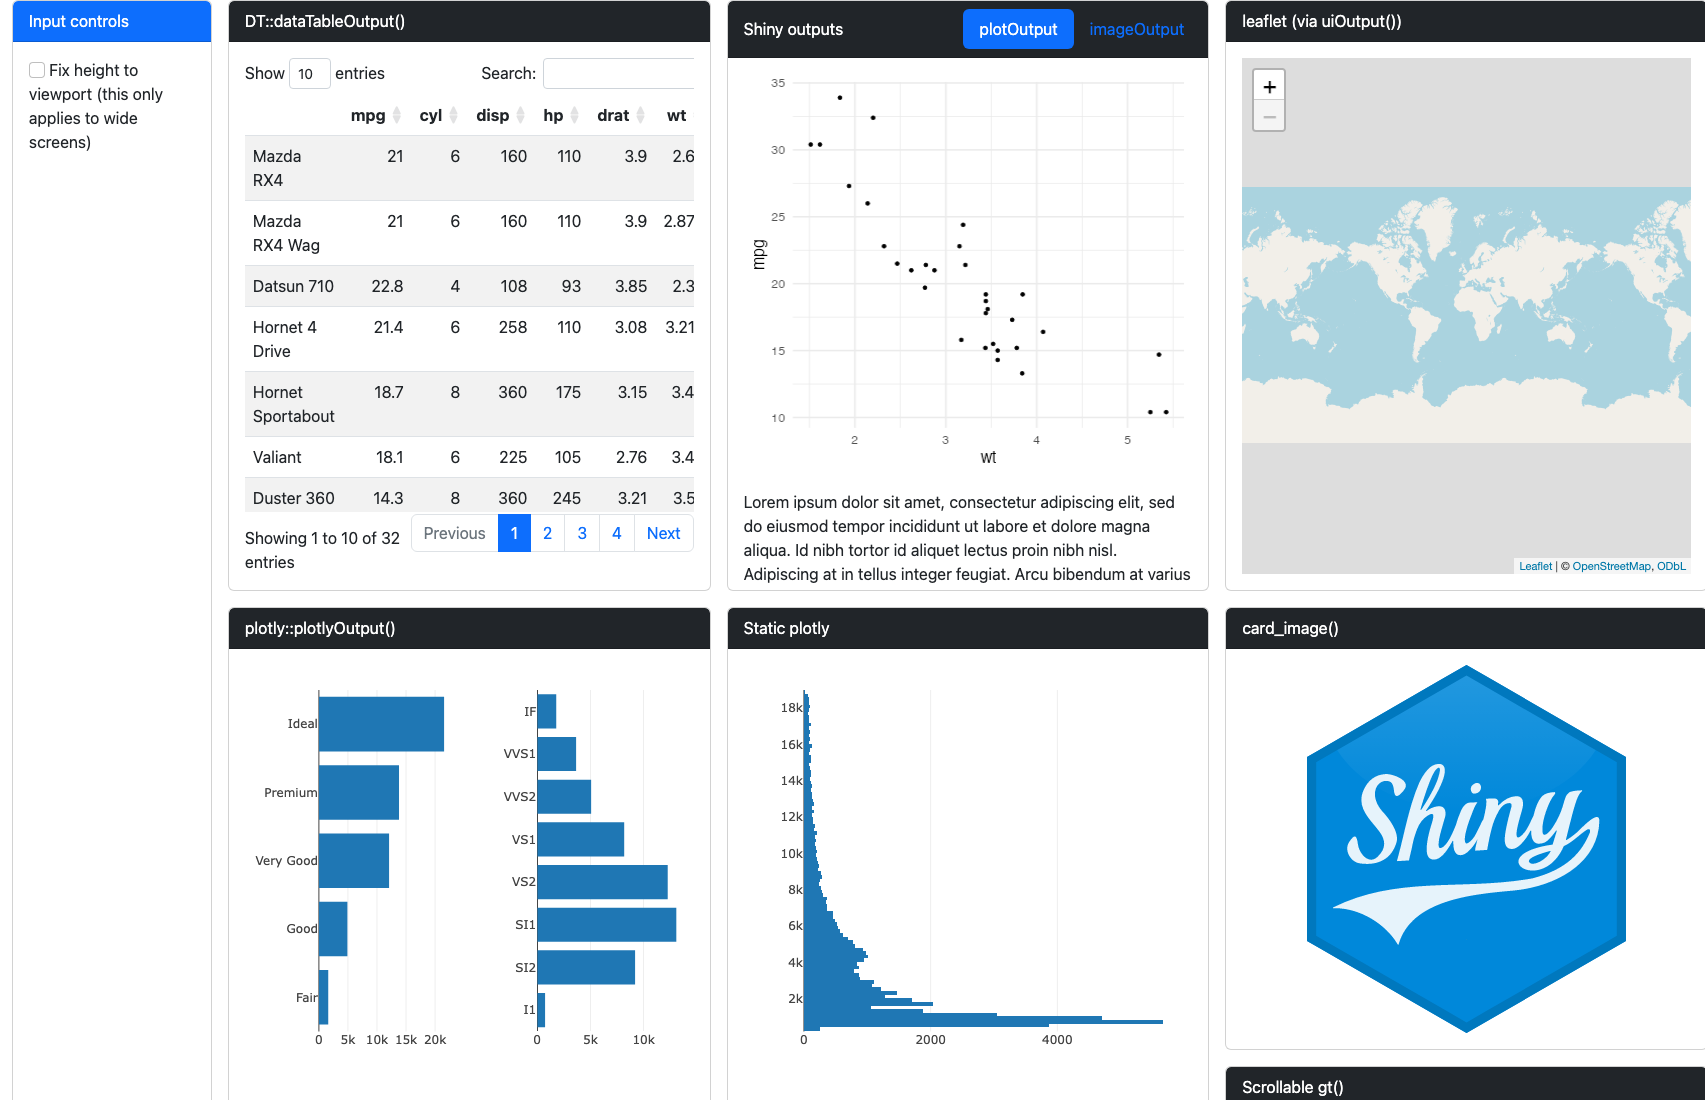 Input controls
Fix height to
viewport (this only
applies to wide
screens)
DT::dataTableOutput()
Show 10 entries
Search:
mpg cyl disp hp drat wt
Mazda RX4 21 6 160 110 3.9 2.6
Mazda RX4 Wag 21 6 160 110 3.9 2.87
Datsun 710 22.8 4 108 93 3.85 2.3
Hornet 4 Drive 21.4 6 258 110 3.08 3.21
Hornet Sportabout 18.7 8 360 175 3.15 3.4
Valiant 18.1 6 225 105 2.76 3.4
Duster 360 14.3 8 360 245 3.21 3.5
Showing 1 to 10 of 32
entries
Previous 1 2 3 4 Next
Shiny outputs
plotOutput imageOutput
35
30
25
20
15
10
mpg
2 3 4 5
wt
Lorem ipsum dolor sit amet, consectetur adipiscing elit, sed
do eiusmod tempor incididunt ut labore et dolore magna
aliqua. Id nibh tortor id aliquet lectus proin nibh nisl.
Adipiscing at in tellus integer feugiat. Arcu bibendum at varius
leaflet (via uiOutput())
+
−
Leaflet | © OpenStreetMap, ODbL
plotly::plotlyOutput()
Ideal
Premium
Very Good
Good
Fair
0 5k 10k 15k 20k
IF
VVS1
VVS2
VS1
VS2
SI1
SI2
I1
0 5k 10k
Static plotly
18k
16k
14k
12k
10k
8k
6k
4k
2k
0 2000 4000
card_image()
Shiny
Scrollable gt()